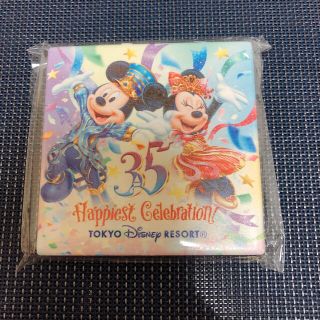 35
Happiest Celebration!
TOKYO Disney RESORT®